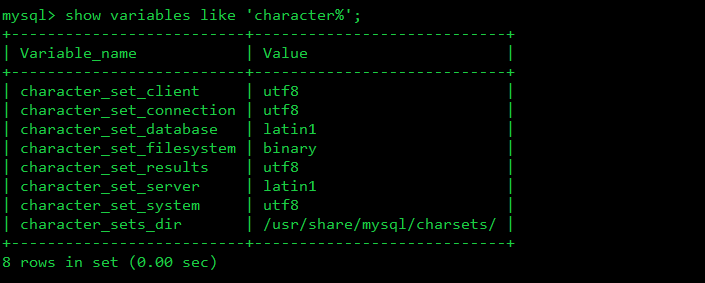 mysql> show variables like 'character%';
+--------------------------+----------------------------+
| Variable_name            | Value                      |
+--------------------------+----------------------------+
| character_set_client     | utf8                       |
| character_set_connection | utf8                       |
| character_set_database   | latin1                     |
| character_set_filesystem | binary                     |
| character_set_results    | utf8                       |
| character_set_server     | latin1                     |
| character_set_system     | utf8                       |
| character_sets_dir       | /usr/share/mysql/charsets/ |
+--------------------------+----------------------------+
8 rows in set (0.00 sec)